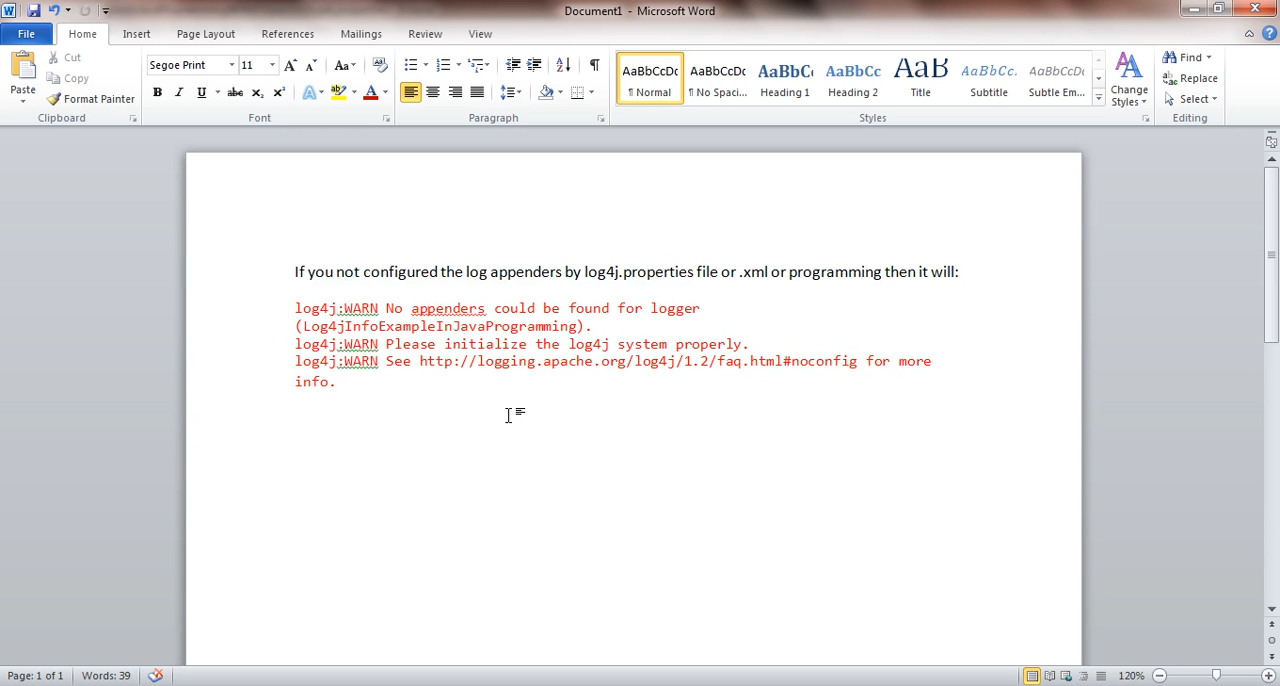 Document1 - Microsoft Word
File Home Insert Page Layout References Mailings Review View
Paste
Cut
Copy
Format Painter
Clipboard
Segoe Print 11
Font
Paragraph
AaBbCcDc AaBbCcDc AaBbC AaBbCc AaB AaBbCc. AaBbCcDc
¶ Normal ¶ No Spaci... Heading 1 Heading 2 Title Subtitle Subtle Em...
Change
Styles
Styles
Find
Replace
Select
Editing
If you not configured the log appenders by log4j.properties file or .xml or programming then it will:
log4j:WARN No appenders could be found for logger
(Log4jInfoExampleInJavaProgramming).
log4j:WARN Please initialize the log4j system properly.
log4j:WARN See http://logging.apache.org/log4j/1.2/faq.html#noconfig for more
info.
Page: 1 of 1 Words: 39 120%